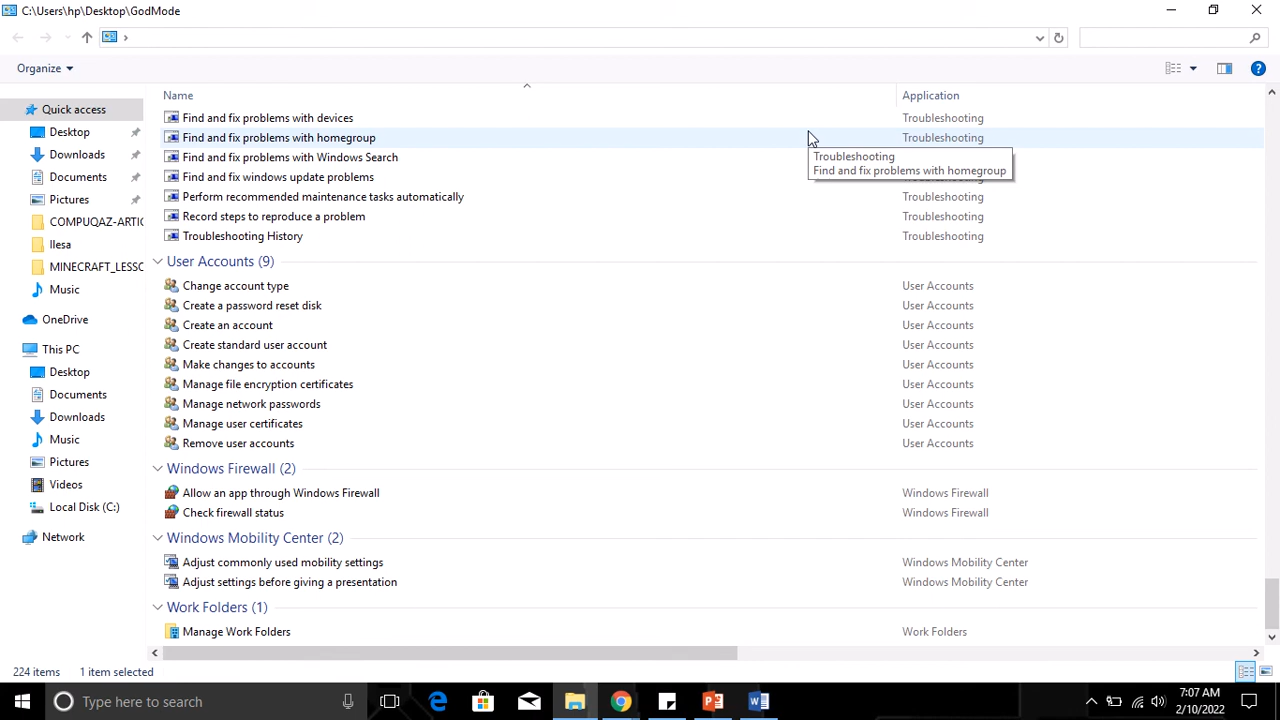 C:\Users\hp\Desktop\GodMode
Organize
Name
Application
Quick access
Desktop
Downloads
Documents
Pictures
COMPUQAZ-ARTIC
Ilesa
MINECRAFT_LESSO
Music
OneDrive
This PC
Desktop
Documents
Downloads
Music
Pictures
Videos
Local Disk (C:)
Network
Find and fix problems with devices Troubleshooting
Find and fix problems with homegroup Troubleshooting
Find and fix problems with Windows Search
Find and fix windows update problems
Perform recommended maintenance tasks automatically Troubleshooting
Record steps to reproduce a problem Troubleshooting
Troubleshooting History Troubleshooting
Troubleshooting
Find and fix problems with homegroup
User Accounts (9)
Change account type User Accounts
Create a password reset disk User Accounts
Create an account User Accounts
Create standard user account User Accounts
Make changes to accounts User Accounts
Manage file encryption certificates User Accounts
Manage network passwords User Accounts
Manage user certificates User Accounts
Remove user accounts User Accounts
Windows Firewall (2)
Allow an app through Windows Firewall Windows Firewall
Check firewall status Windows Firewall
Windows Mobility Center (2)
Adjust commonly used mobility settings Windows Mobility Center
Adjust settings before giving a presentation Windows Mobility Center
Work Folders (1)
Manage Work Folders Work Folders
224 items 1 item selected
Type here to search
7:07 AM
2/10/2022